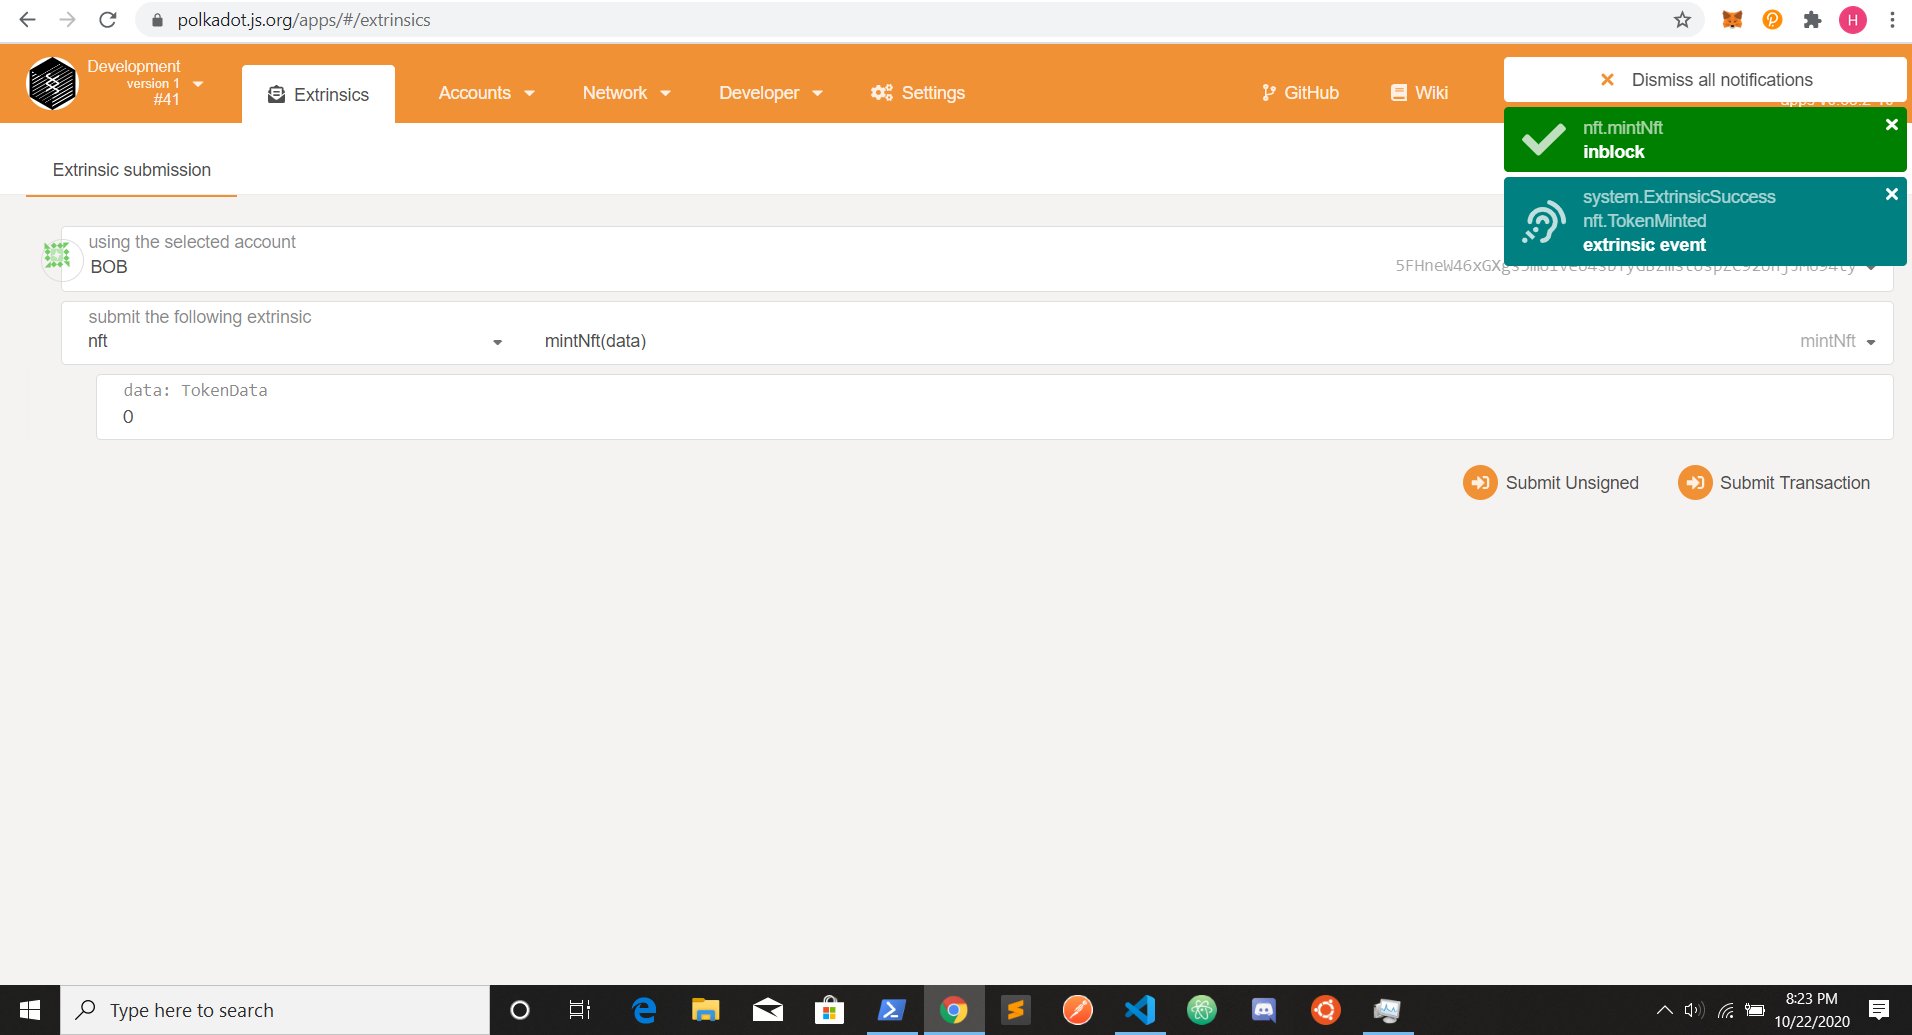 polkadot.js.org/apps/#/extrinsics
H
Development
version 1
#41
Extrinsics
Accounts
Network
Developer
Settings
GitHub
Wiki
Dismiss all notifications
nft.mintNft
inblock
system.ExtrinsicSuccess
nft.TokenMinted
extrinsic event
Extrinsic submission
using the selected account
BOB
submit the following extrinsic
nft
mintNft(data)
mintNft
data: TokenData
0
Submit Unsigned
Submit Transaction
Type here to search
8:23 PM
10/22/2020